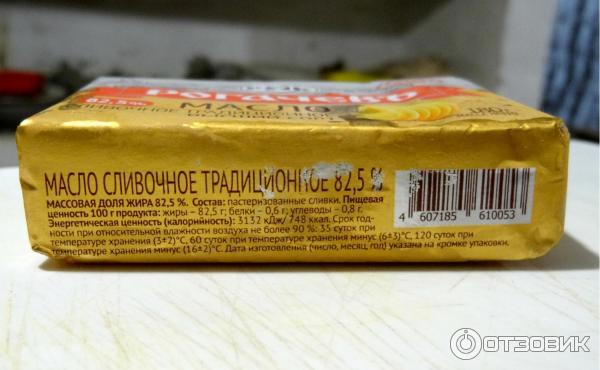 82,5%
МАСЛО
МАСЛО СЛИВОЧНОЕ ТРАДИЦИОННОЕ 82,5 %
МАССОВАЯ ДОЛЯ ЖИРА 82,5 %. Состав: пастеризованные сливки. Пищевая
ценность 100 г продукта: жиры – 82,5 г; белки – 0,6 г; углеводы – 0,8 г.
Энергетическая ценность (калорийность): 3132 кДж/ 748 ккал. Срок год-
ности при относительной влажности воздуха не более 90 %: 35 суток при
температуре хранения (3±2)°С, 60 суток при температуре хранения минус (6±3)°С, 120 суток при
температуре хранения минус (16±2)°С. Дата изготовления (число, месяц, год) указана на кромке упаковки.
4 607185 610053
ОТЗОВИК